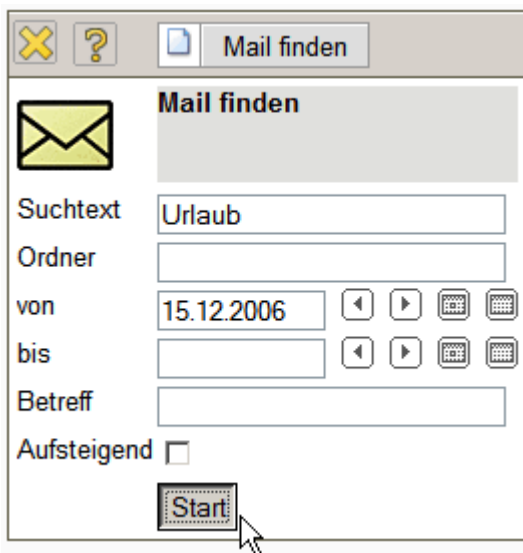 Mail finden
Mail finden
Suchtext Urlaub
Ordner
von 15.12.2006
bis
Betreff
Aufsteigend
Start